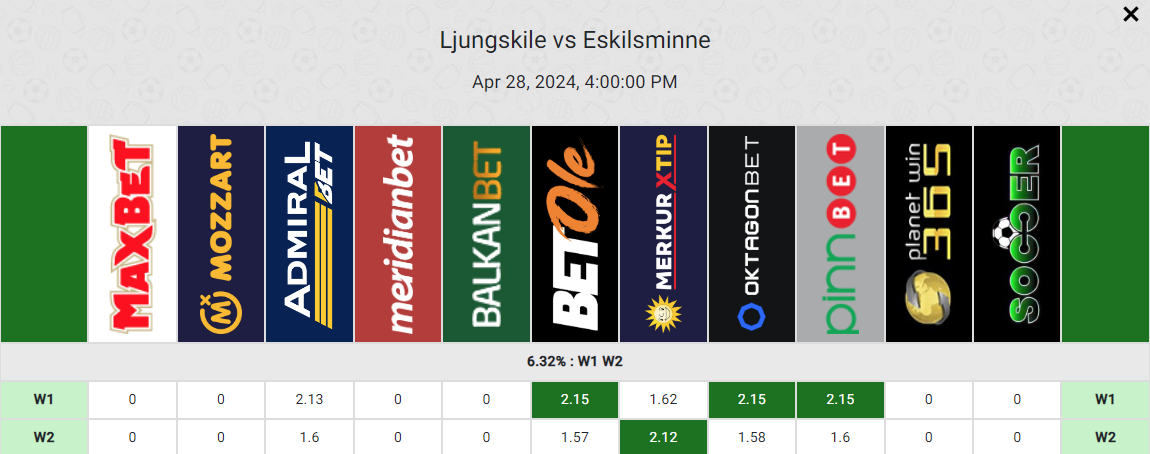 ×
Ljungskile vs Eskilsminne
Apr 28, 2024, 4:00:00 PM
MAXBET
MOZZART
ADMIRAL BET
meridianbet
BALKANBET
BETOle
MERKUR XTIP
OKTAGONBET
pinnBET
planet win 365
SOCCER
6.32% : W1 W2
W1 0 0 2.13 0 0 2.15 1.62 2.15 2.15 0 0 W1
W2 0 0 1.6 0 0 1.57 2.12 1.58 1.6 0 0 W2